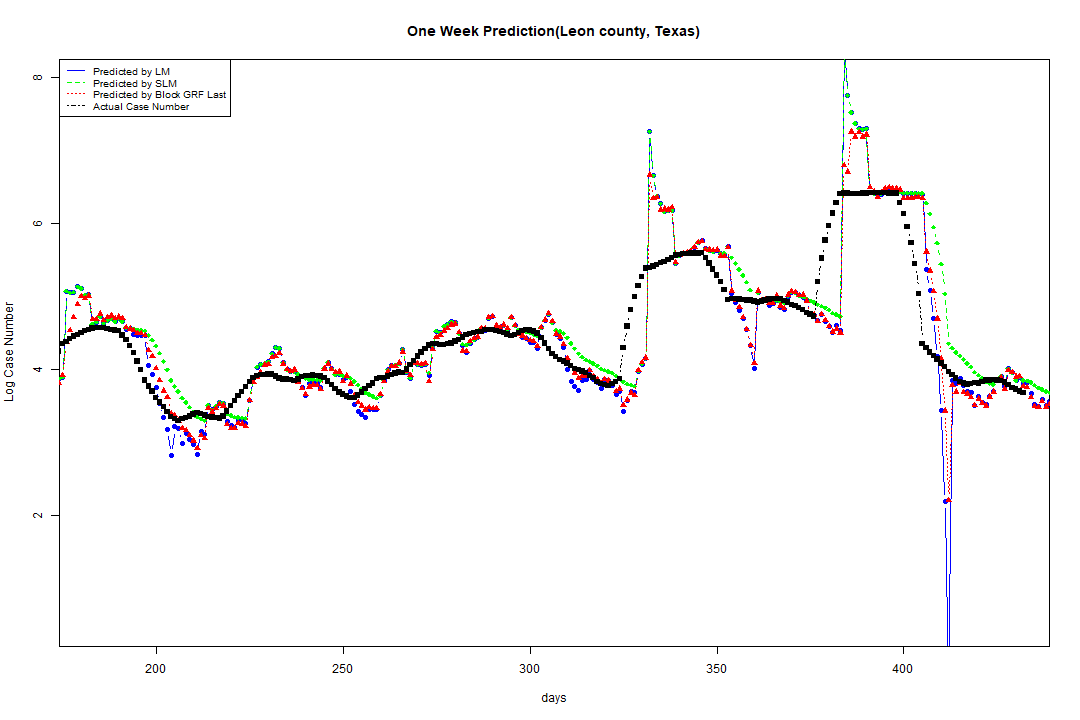 One Week Prediction(Leon county, Texas)
Predicted by LM
Predicted by SLM
Predicted by Block GRF Last
Actual Case Number
8
6
4
2
Log Case Number
200
250
300
350
400
days